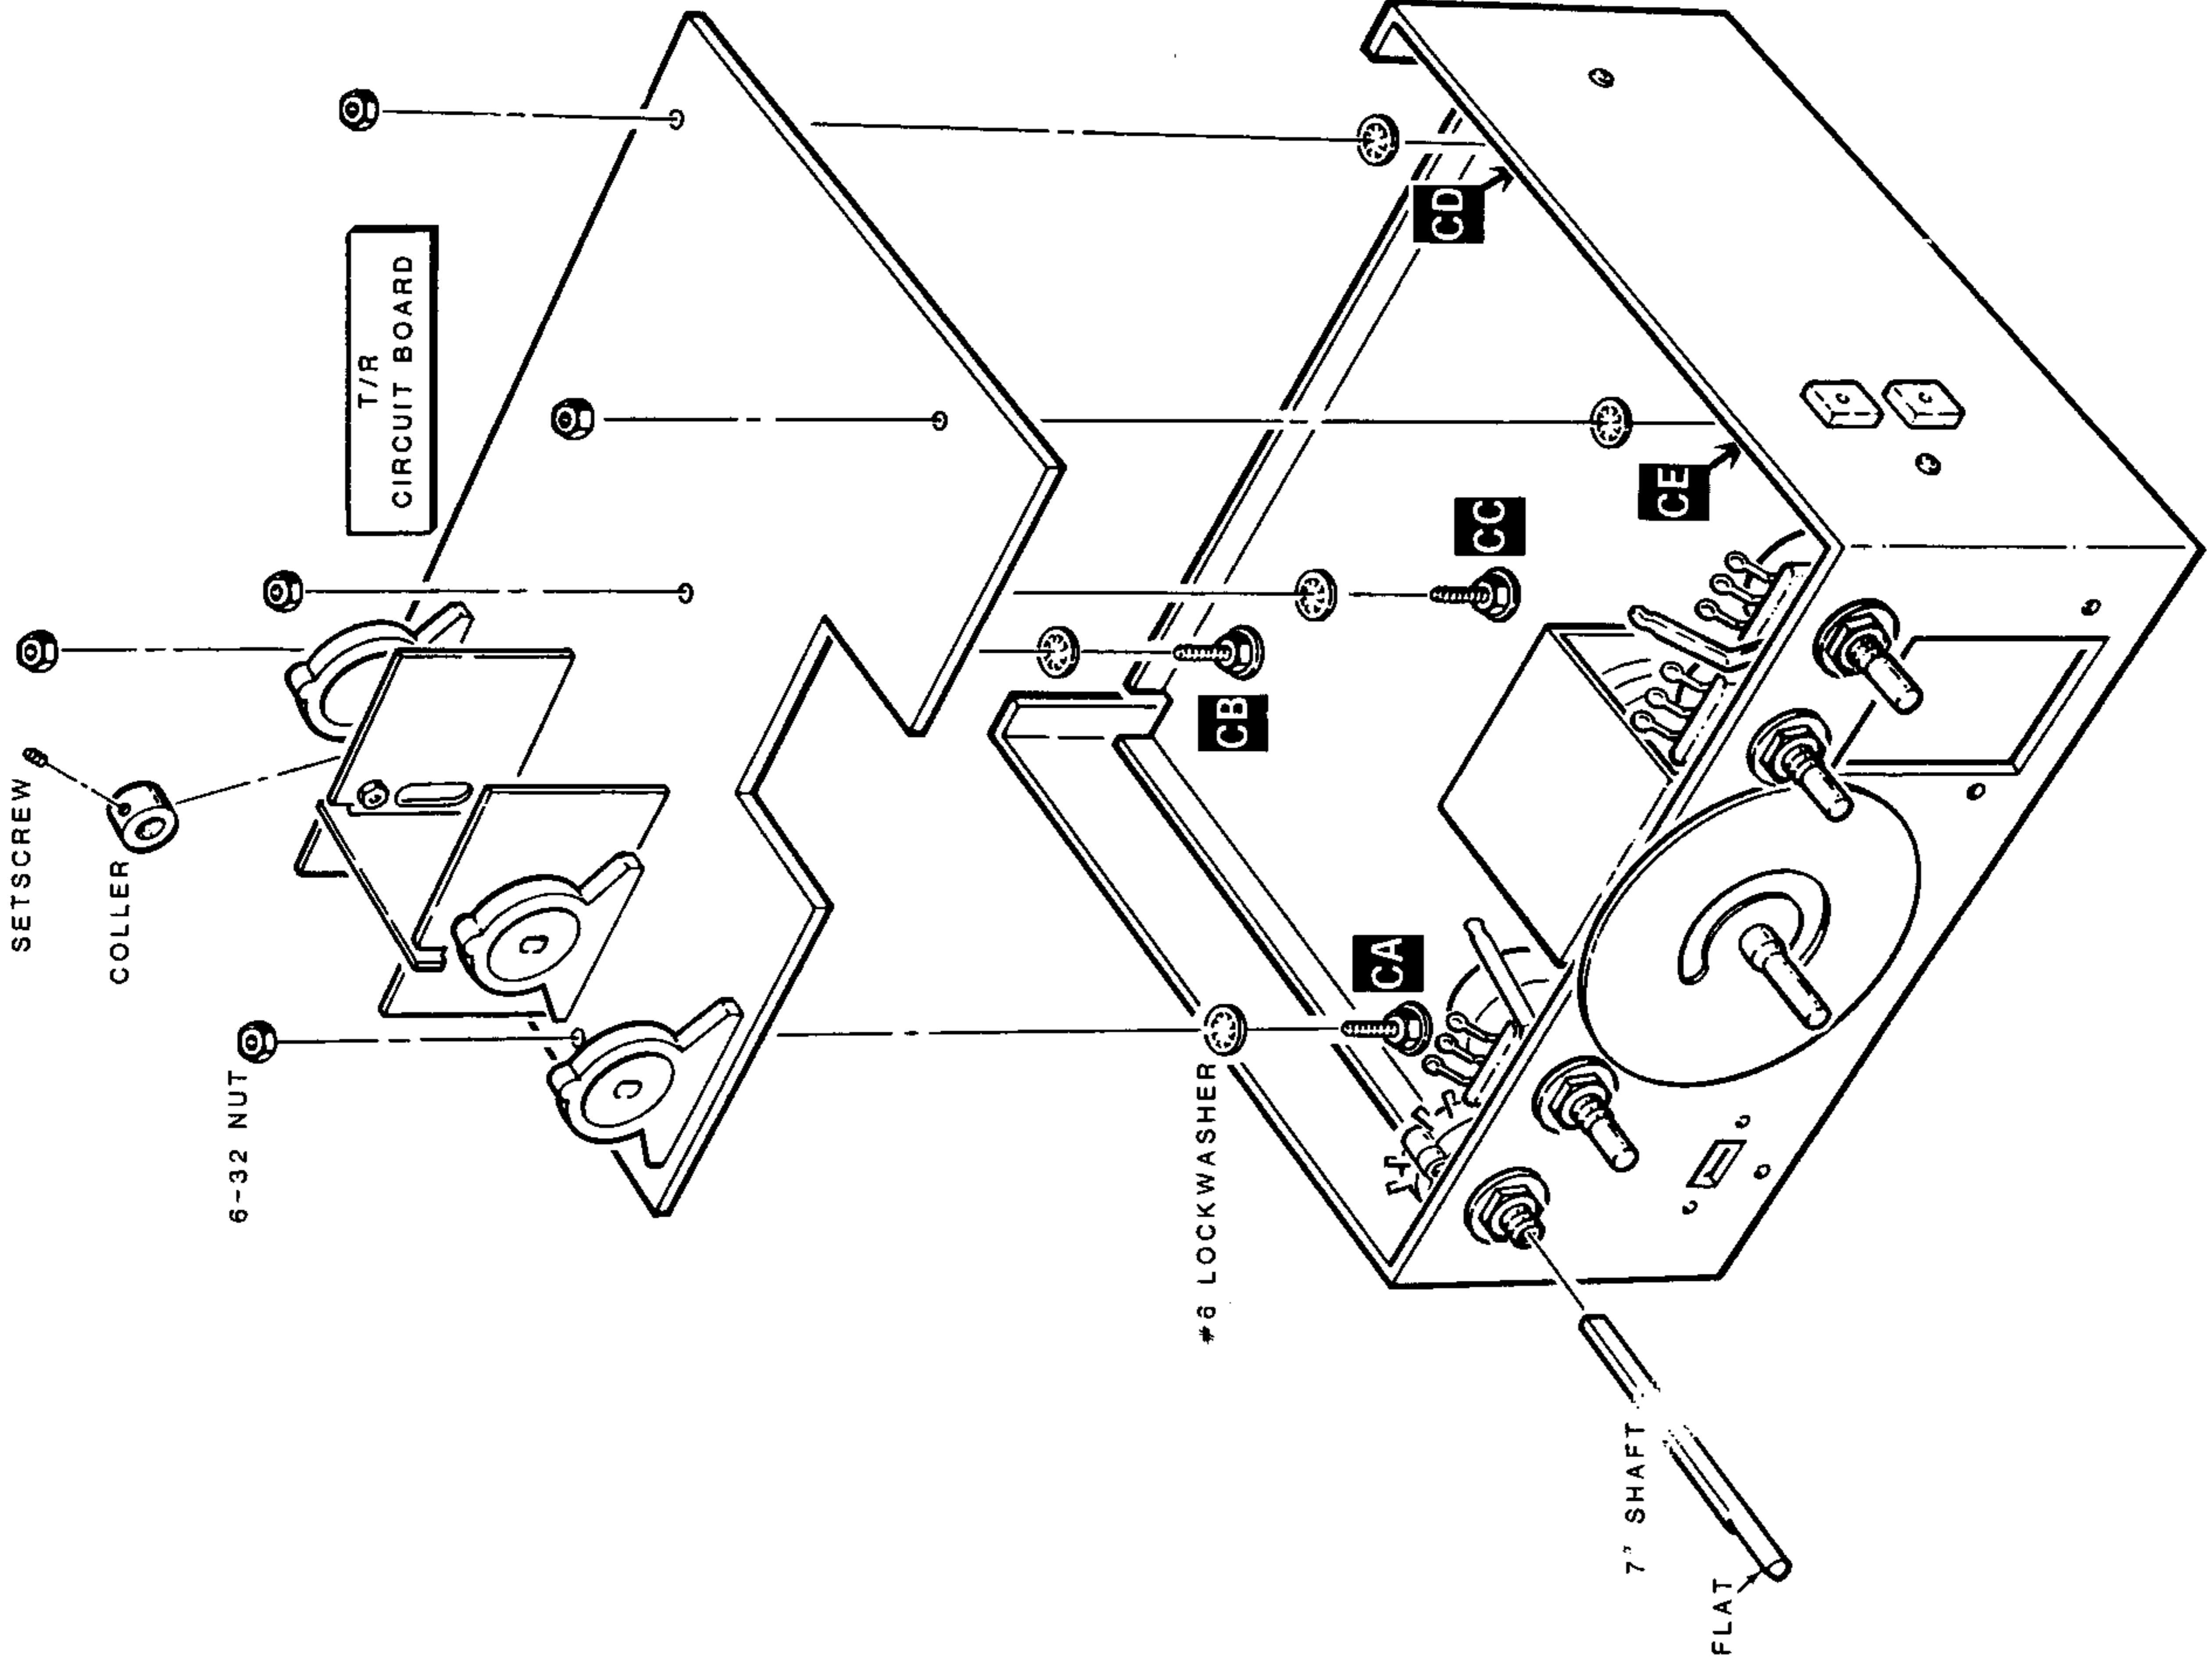 SETSCREW
COLLER
6-32 NUT
T/R
CIRCUIT BOARD
#6 LOCKWASHER
CA
CB
CC
CD
CE
7" SHAFT
FLAT